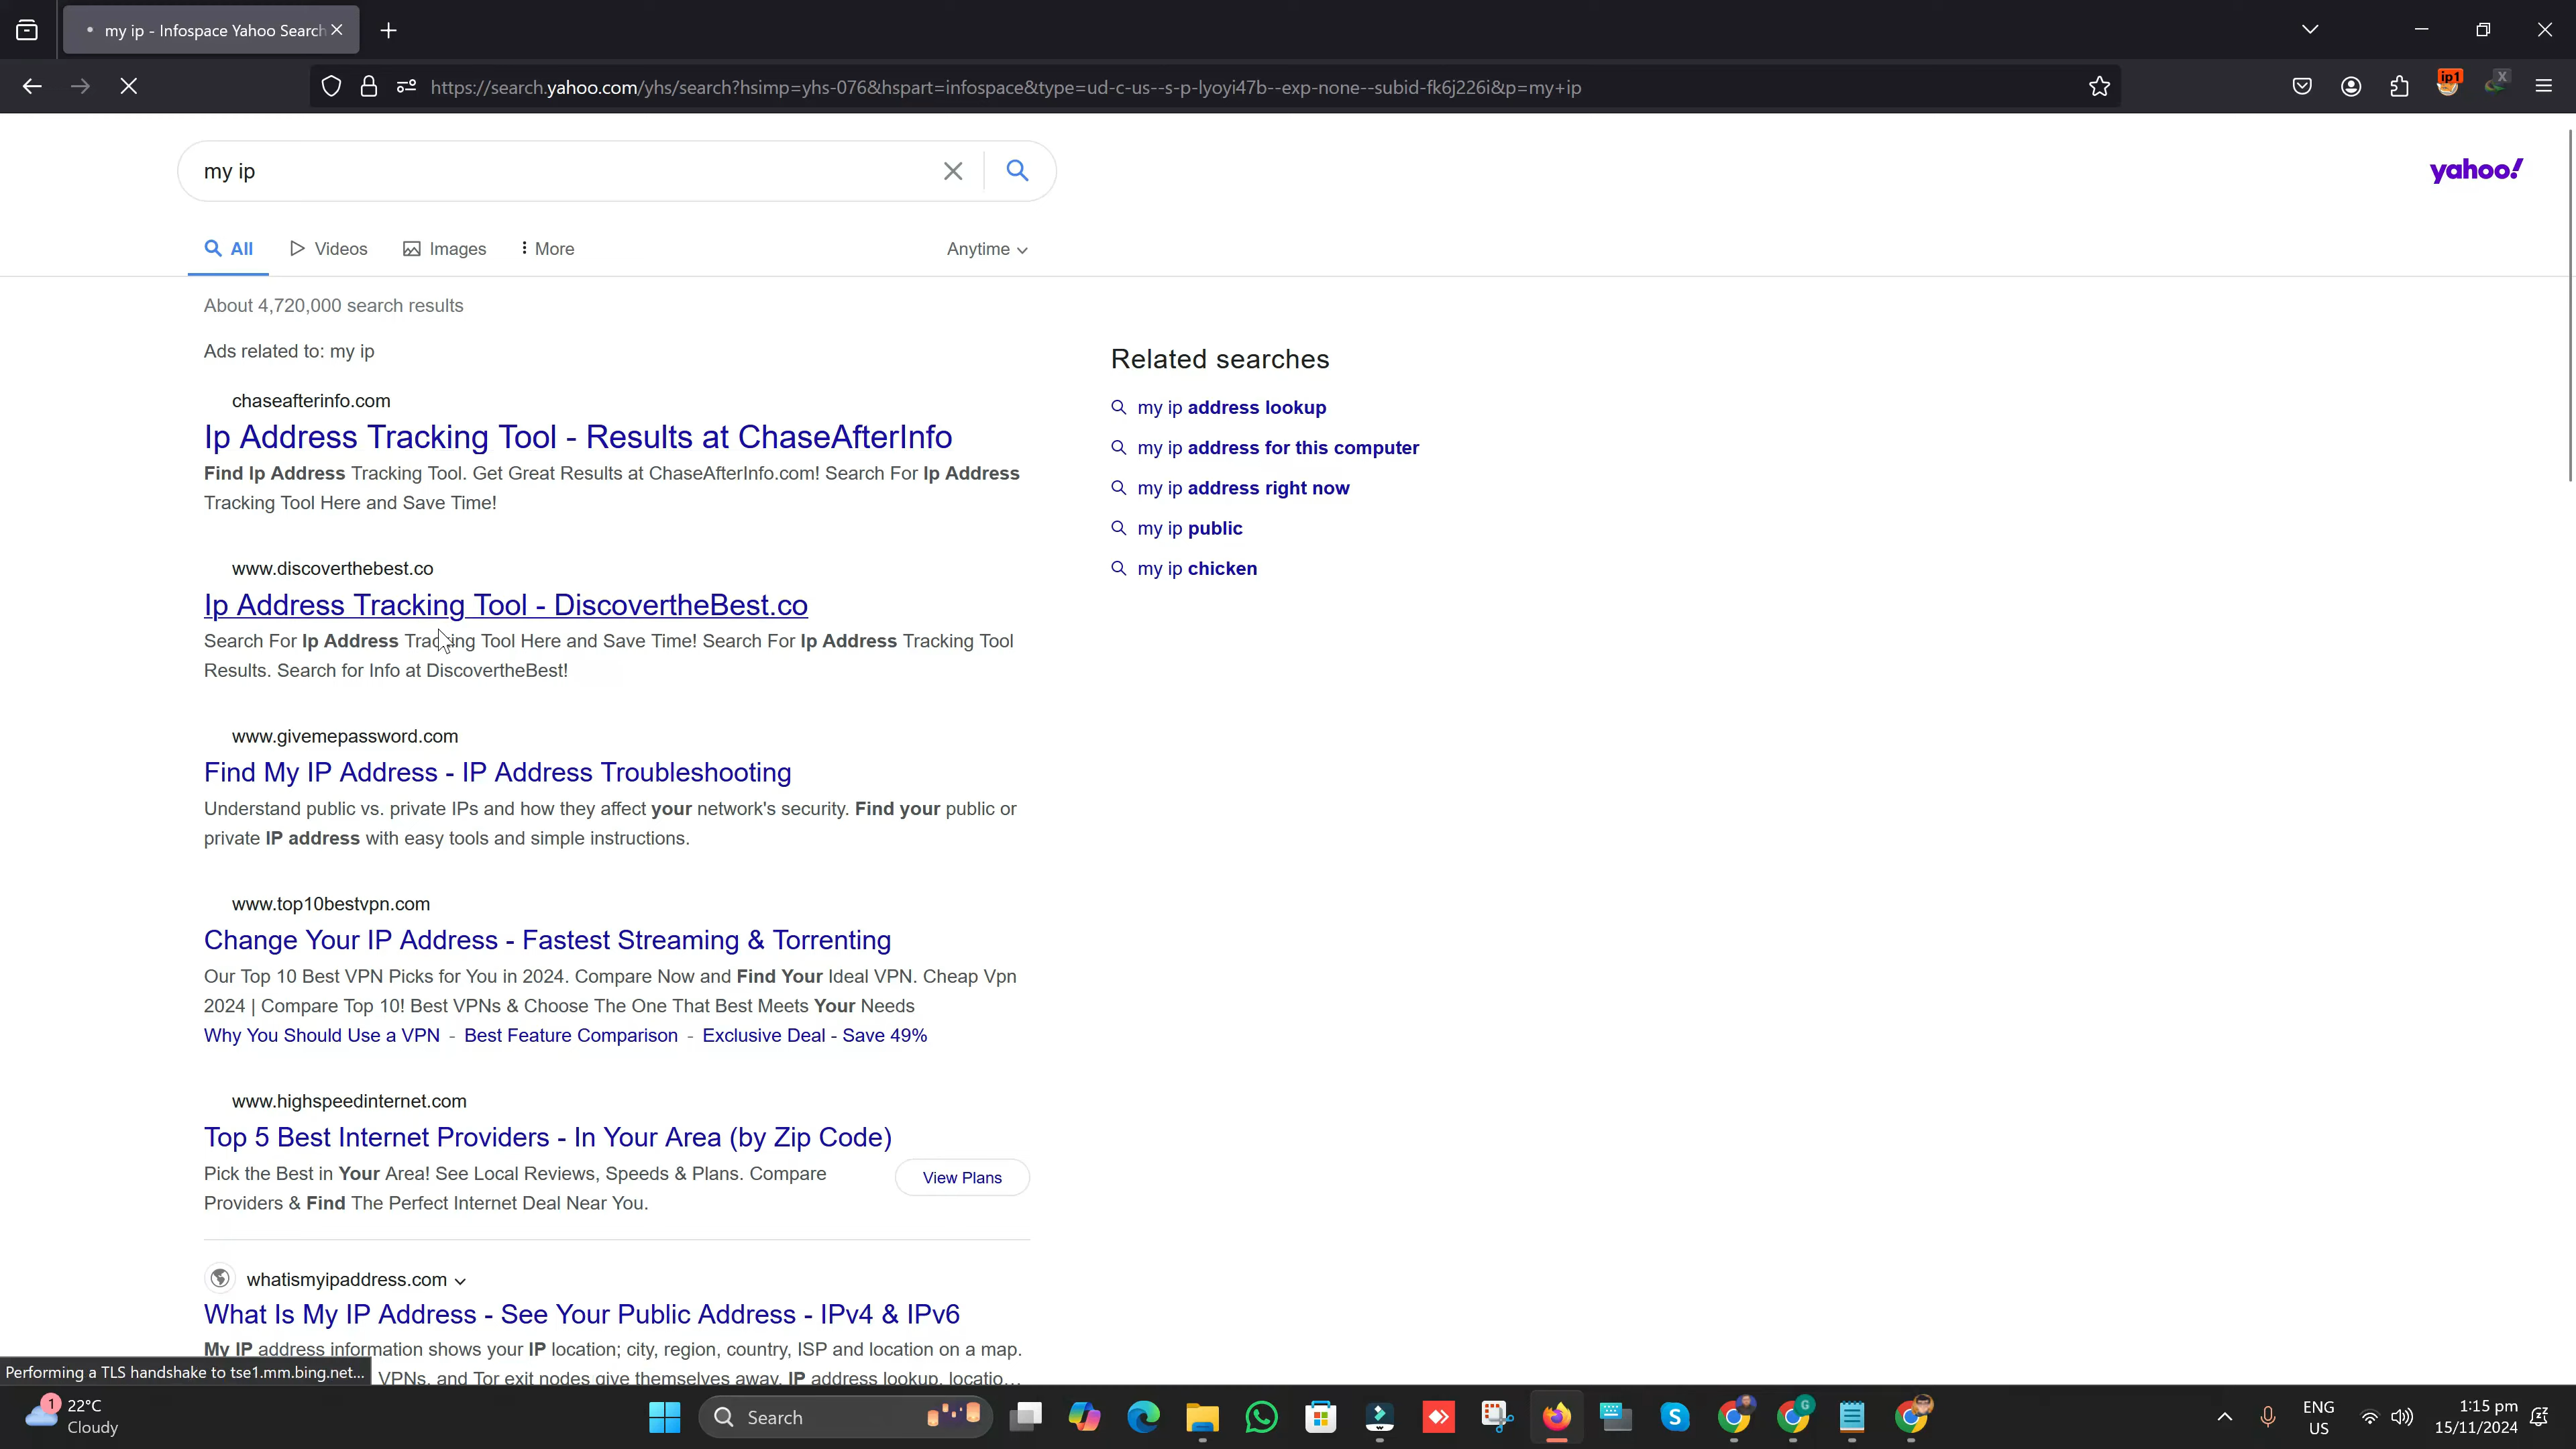 my ip - Infospace Yahoo Search
https://search.yahoo.com/yhs/search?hsimp=yhs-076&hspart=infospace&type=ud-c-us--s-p-lyoyi47b--exp-none--subid-fk6j226i&p=my+ip
ip1
X
my ip
yahoo!
All
Videos
Images
More
Anytime
About 4,720,000 search results
Ads related to: my ip
chaseafterinfo.com
Ip Address Tracking Tool - Results at ChaseAfterInfo
Find Ip Address Tracking Tool. Get Great Results at ChaseAfterInfo.com! Search For Ip Address
Tracking Tool Here and Save Time!
www.discoverthebest.co
Ip Address Tracking Tool - DiscovertheBest.co
Search For Ip Address Tracking Tool Here and Save Time! Search For Ip Address Tracking Tool
Results. Search for Info at DiscovertheBest!
www.givemepassword.com
Find My IP Address - IP Address Troubleshooting
Understand public vs. private IPs and how they affect your network's security. Find your public or
private IP address with easy tools and simple instructions.
www.top10bestvpn.com
Change Your IP Address - Fastest Streaming & Torrenting
Our Top 10 Best VPN Picks for You in 2024. Compare Now and Find Your Ideal VPN. Cheap Vpn
2024 | Compare Top 10! Best VPNs & Choose The One That Best Meets Your Needs
Why You Should Use a VPN - Best Feature Comparison - Exclusive Deal - Save 49%
www.highspeedinternet.com
Top 5 Best Internet Providers - In Your Area (by Zip Code)
Pick the Best in Your Area! See Local Reviews, Speeds & Plans. Compare
Providers & Find The Perfect Internet Deal Near You.
View Plans
whatismyipaddress.com
What Is My IP Address - See Your Public Address - IPv4 & IPv6
My IP address information shows your IP location; city, region, country, ISP and location on a map.
VPNs, and Tor exit nodes give themselves away. IP address lookup, locatio...
Related searches
my ip address lookup
my ip address for this computer
my ip address right now
my ip public
my ip chicken
Performing a TLS handshake to tse1.mm.bing.net...
1
22°C
Cloudy
Search
G
ENG
US
1:15 pm
15/11/2024